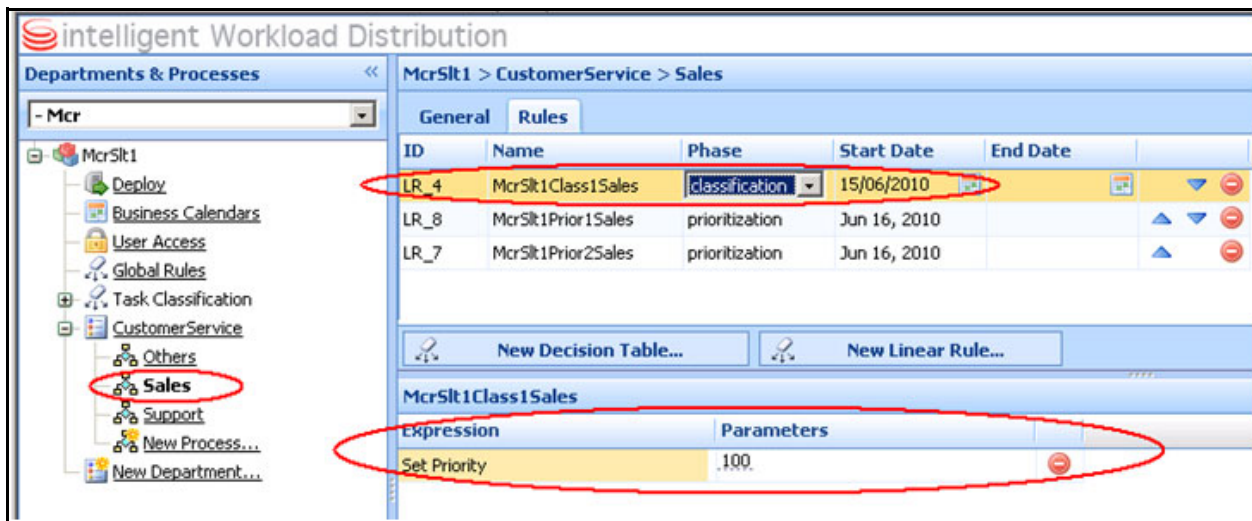 intelligent Workload Distribution
Departments & Processes «
- Mcr
McrSlt1
Deploy
Business Calendars
User Access
Global Rules
Task Classification
CustomerService
Others
Sales
Support
New Process...
New Department...
McrSlt1 > CustomerService > Sales
General Rules
ID Name Phase Start Date End Date
LR_4 McrSlt1Class1Sales classification 15/06/2010
LR_8 McrSlt1Prior1Sales prioritization Jun 16, 2010
LR_7 McrSlt1Prior2Sales prioritization Jun 16, 2010
New Decision Table... New Linear Rule...
McrSlt1Class1Sales
Expression Parameters
Set Priority 100